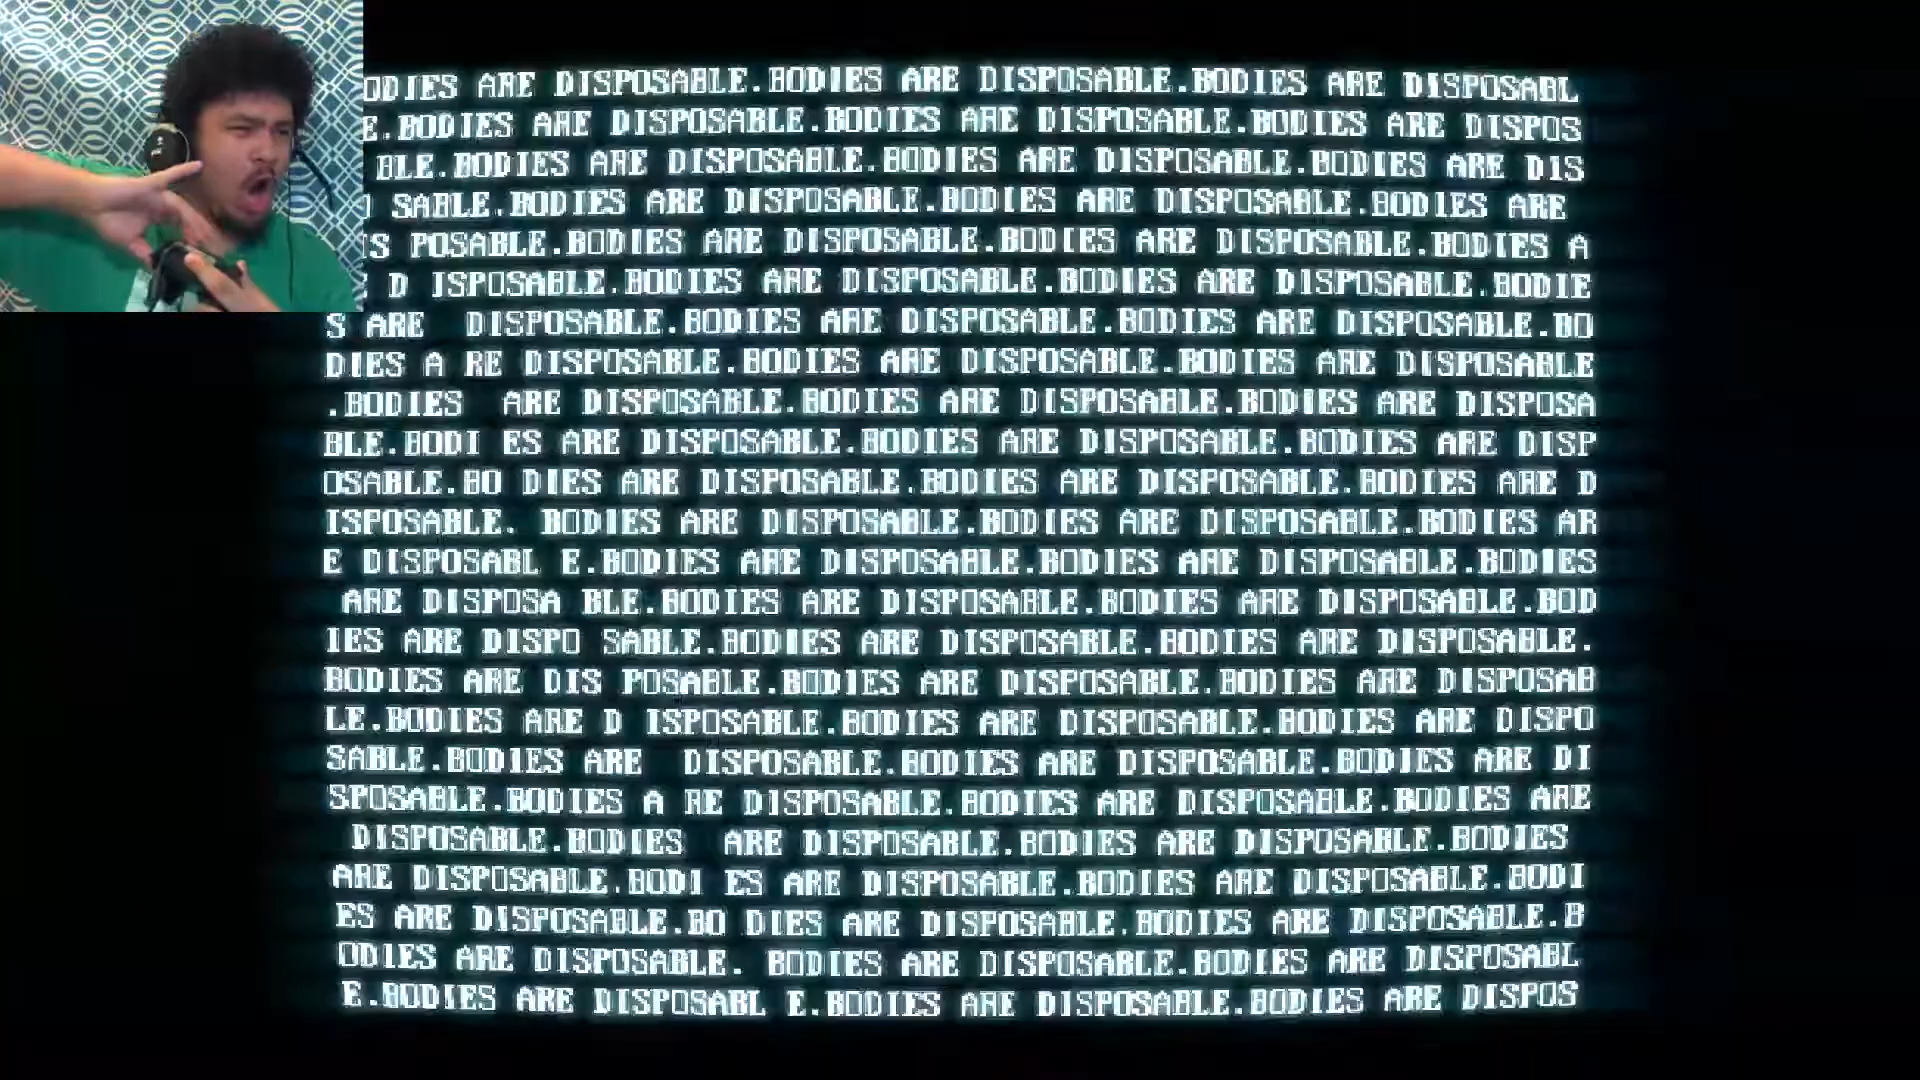 ODIES ARE DISPOSABLE.BODIES ARE DISPOSABLE.BODIES ARE DISPOSABL
E.BODIES ARE DISPOSABLE.BODIES ARE DISPOSABLE.BODIES ARE DISPOS
BLE.BODIES ARE DISPOSABLE.BODIES ARE DISPOSABLE.BODIES ARE DIS
SABLE.BODIES ARE DISPOSABLE.BODIES ARE DISPOSABLE.BODIES ARE
S POSABLE.BODIES ARE DISPOSABLE.BODIES ARE DISPOSABLE.BODIES A
D ISPOSABLE.BODIES ARE DISPOSABLE.BODIES ARE DISPOSABLE.BODIE
S ARE  DISPOSABLE.BODIES ARE DISPOSABLE.BODIES ARE DISPOSABLE.BO
DIES A RE DISPOSABLE.BODIES ARE DISPOSABLE.BODIES ARE DISPOSABLE
.BODIES  ARE DISPOSABLE.BODIES ARE DISPOSABLE.BODIES ARE DISPOSA
BLE.BODI ES ARE DISPOSABLE.BODIES ARE DISPOSABLE.BODIES ARE DISP
OSABLE.BO DIES ARE DISPOSABLE.BODIES ARE DISPOSABLE.BODIES ARE D
ISPOSABLE. BODIES ARE DISPOSABLE.BODIES ARE DISPOSABLE.BODIES AR
E DISPOSABL E.BODIES ARE DISPOSABLE.BODIES ARE DISPOSABLE.BODIES
ARE DISPOSA BLE.BODIES ARE DISPOSABLE.BODIES ARE DISPOSABLE.BOD
IES ARE DISPO SABLE.BODIES ARE DISPOSABLE.BODIES ARE DISPOSABLE.
BODIES ARE DIS POSABLE.BODIES ARE DISPOSABLE.BODIES ARE DISPOSAB
LE.BODIES ARE D ISPOSABLE.BODIES ARE DISPOSABLE.BODIES ARE DISPO
SABLE.BODIES ARE  DISPOSABLE.BODIES ARE DISPOSABLE.BODIES ARE DI
SPOSABLE.BODIES A RE DISPOSABLE.BODIES ARE DISPOSABLE.BODIES ARE
DISPOSABLE.BODIES  ARE DISPOSABLE.BODIES ARE DISPOSABLE.BODIES
ARE DISPOSABLE.BODI ES ARE DISPOSABLE.BODIES ARE DISPOSABLE.BODI
ES ARE DISPOSABLE.BO DIES ARE DISPOSABLE.BODIES ARE DISPOSABLE.B
ODIES ARE DISPOSABLE. BODIES ARE DISPOSABLE.BODIES ARE DISPOSABL
E.BODIES ARE DISPOSABL E.BODIES ARE DISPOSABLE.BODIES ARE DISPOS